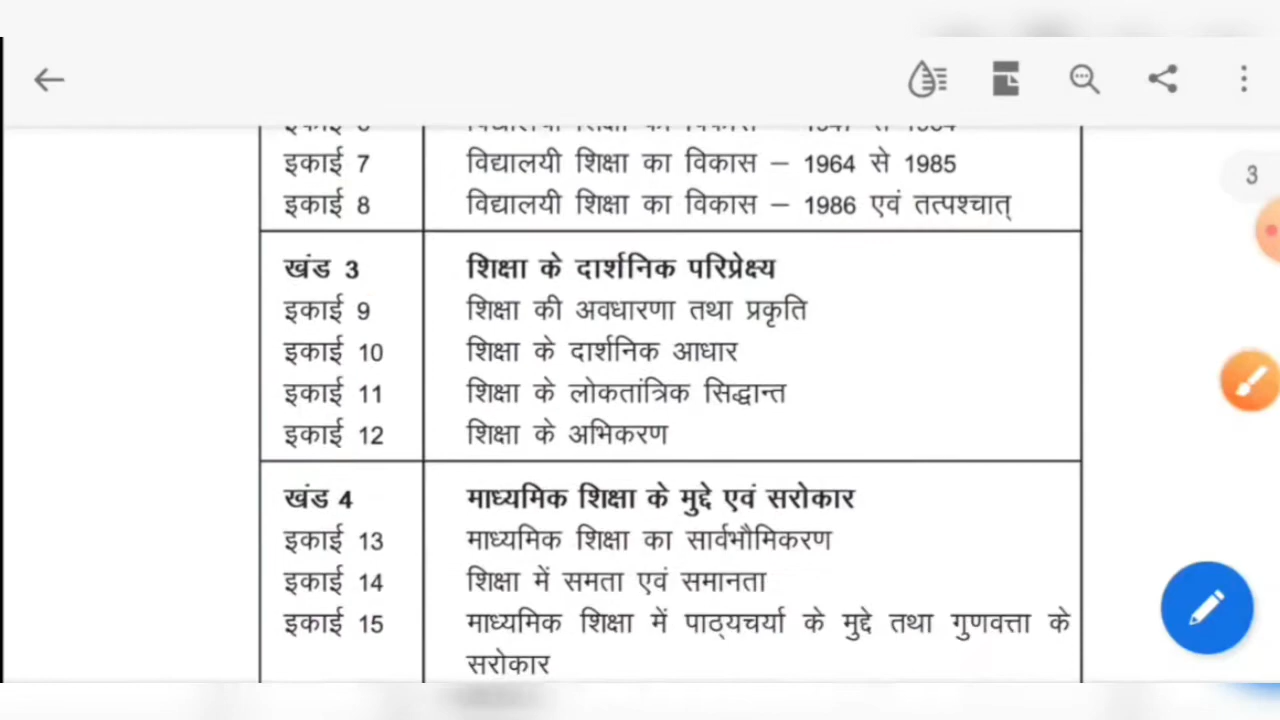 3
इकाई 7 विद्यालयी शिक्षा का विकास – 1964 से 1985
इकाई 8 विद्यालयी शिक्षा का विकास – 1986 एवं तत्पश्चात्
खंड 3 शिक्षा के दार्शनिक परिप्रेक्ष्य
इकाई 9 शिक्षा की अवधारणा तथा प्रकृति
इकाई 10 शिक्षा के दार्शनिक आधार
इकाई 11 शिक्षा के लोकतांत्रिक सिद्धान्त
इकाई 12 शिक्षा के अभिकरण
खंड 4 माध्यमिक शिक्षा के मुद्दे एवं सरोकार
इकाई 13 माध्यमिक शिक्षा का सार्वभौमिकरण
इकाई 14 शिक्षा में समता एवं समानता
इकाई 15 माध्यमिक शिक्षा में पाठ्यचर्या के मुद्दे तथा गुणवत्ता के
सरोकार